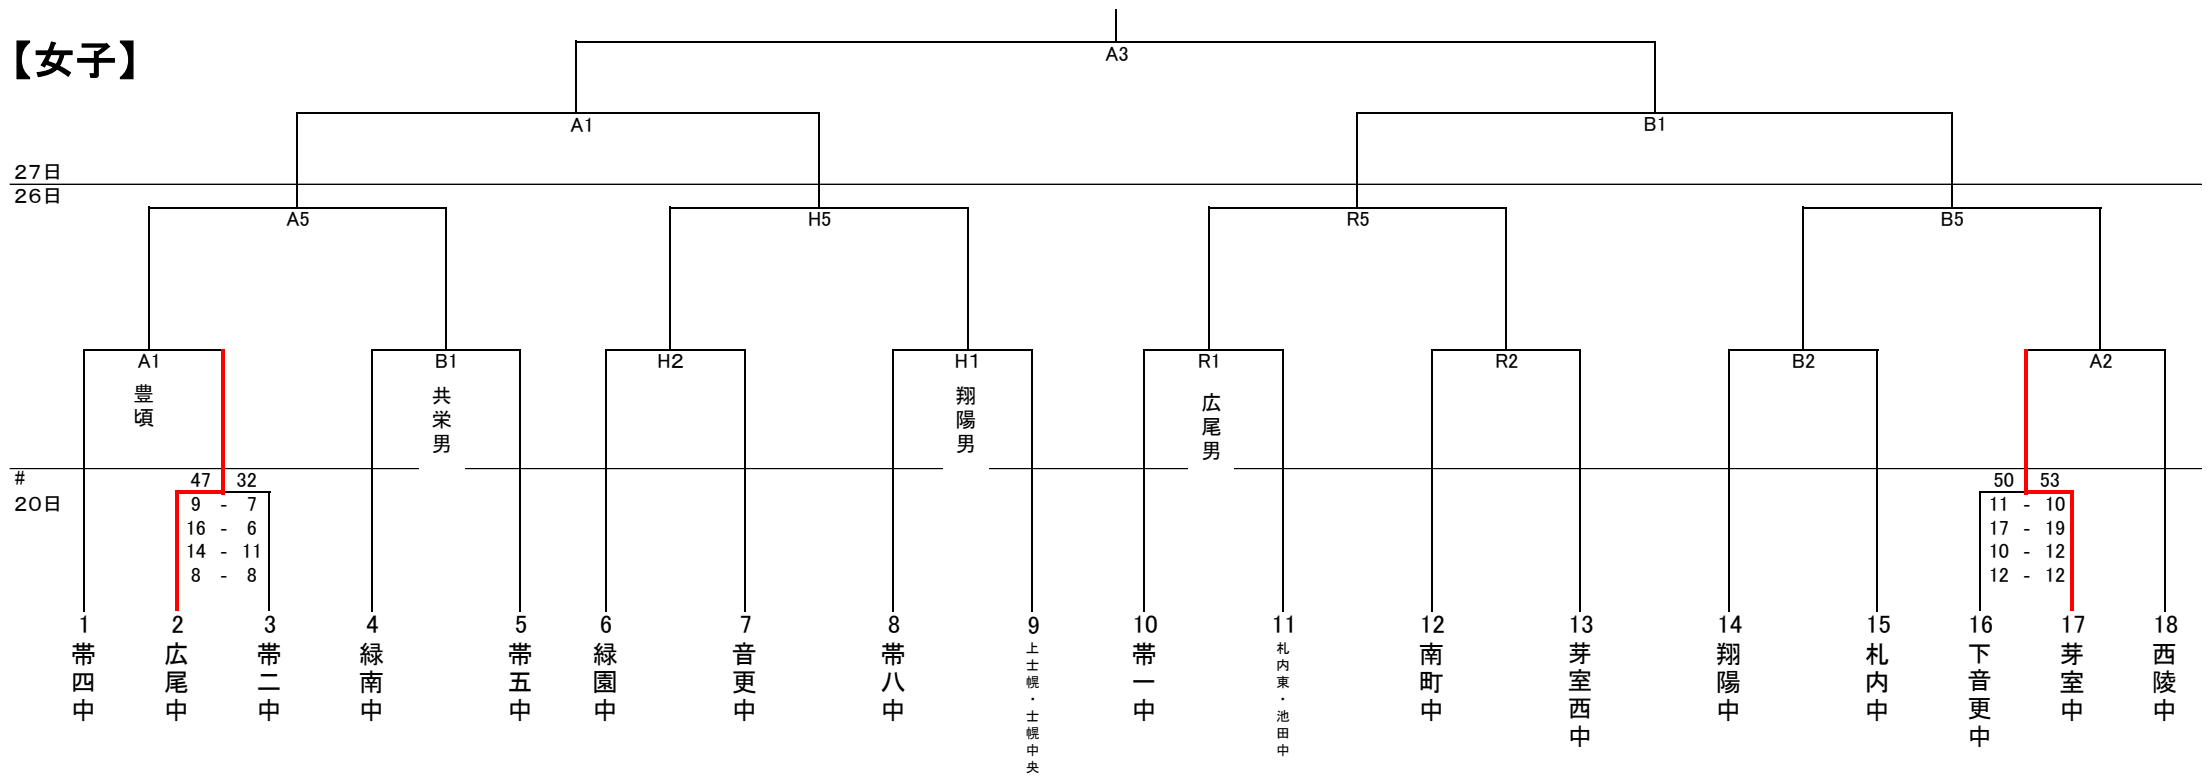 【女子】
A3
A1
B1
27日
26日
A5
H5
R5
B5
A1
B1
H2
H1
R1
R2
B2
A2
豊頃
共栄男
翔陽男
広尾男
#
20日
47 32
9 - 7
16 - 6
14 - 11
8 - 8
50 53
11 - 10
17 - 19
10 - 12
12 - 12
1 帯四中
2 広尾中
3 帯二中
4 緑南中
5 帯五中
6 緑園中
7 音更中
8 帯八中
9 上士幌・士幌中央
10 帯一中
11 札内東・池田中
12 南町中
13 芽室西中
14 翔陽中
15 札内中
16 下音更中
17 芽室中
18 西陵中